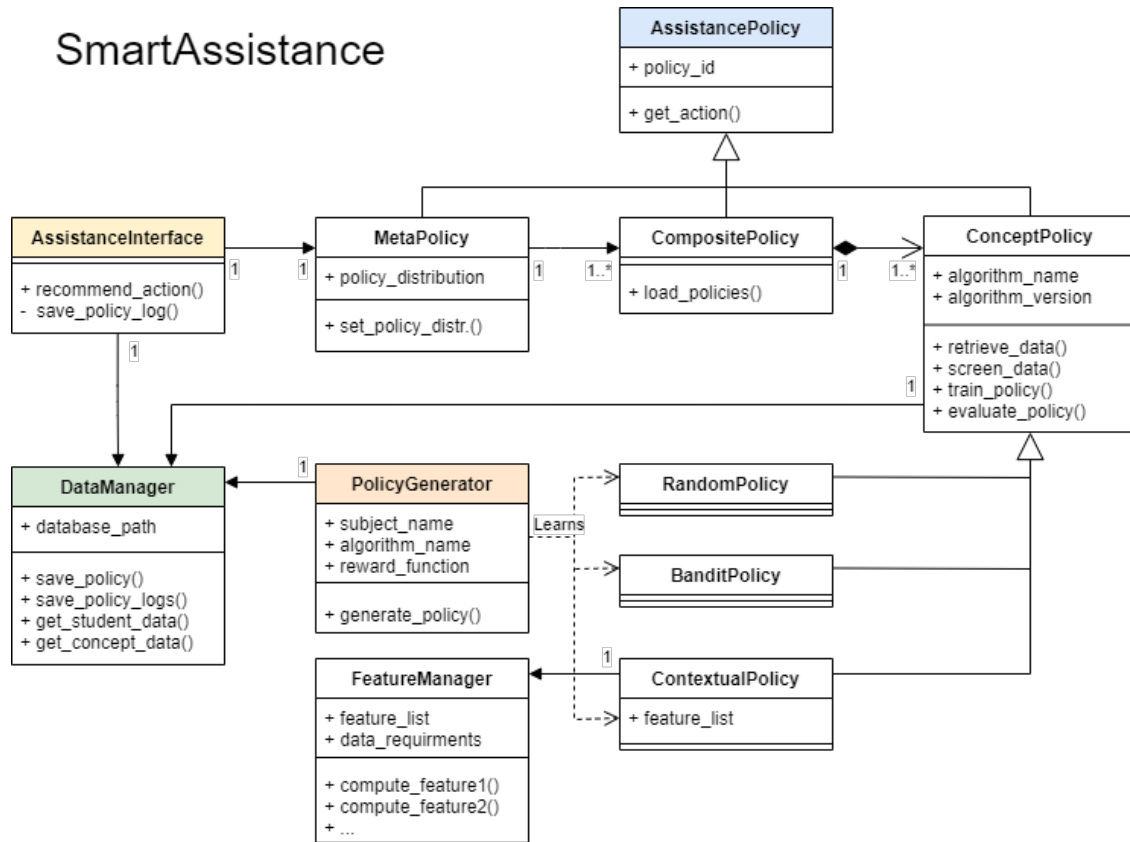 SmartAssistance
AssistancePolicy
+ policy_id
+ get_action()
AssistanceInterface
+ recommend_action()
- save_policy_log()
1
1
1
MetaPolicy
+ policy_distribution
+ set_policy_distr.()
1
1..*
CompositePolicy
+ load_policies()
1
1..*
ConceptPolicy
+ algorithm_name
+ algorithm_version
+ retrieve_data()
+ screen_data()
+ train_policy()
+ evaluate_policy()
1
DataManager
+ database_path
+ save_policy()
+ save_policy_logs()
+ get_student_data()
+ get_concept_data()
1
PolicyGenerator
+ subject_name
+ algorithm_name
+ reward_function
+ generate_policy()
Learns
RandomPolicy
BanditPolicy
FeatureManager
+ feature_list
+ data_requirments
+ compute_feature1()
+ compute_feature2()
+ ...
1
ContextualPolicy
+ feature_list